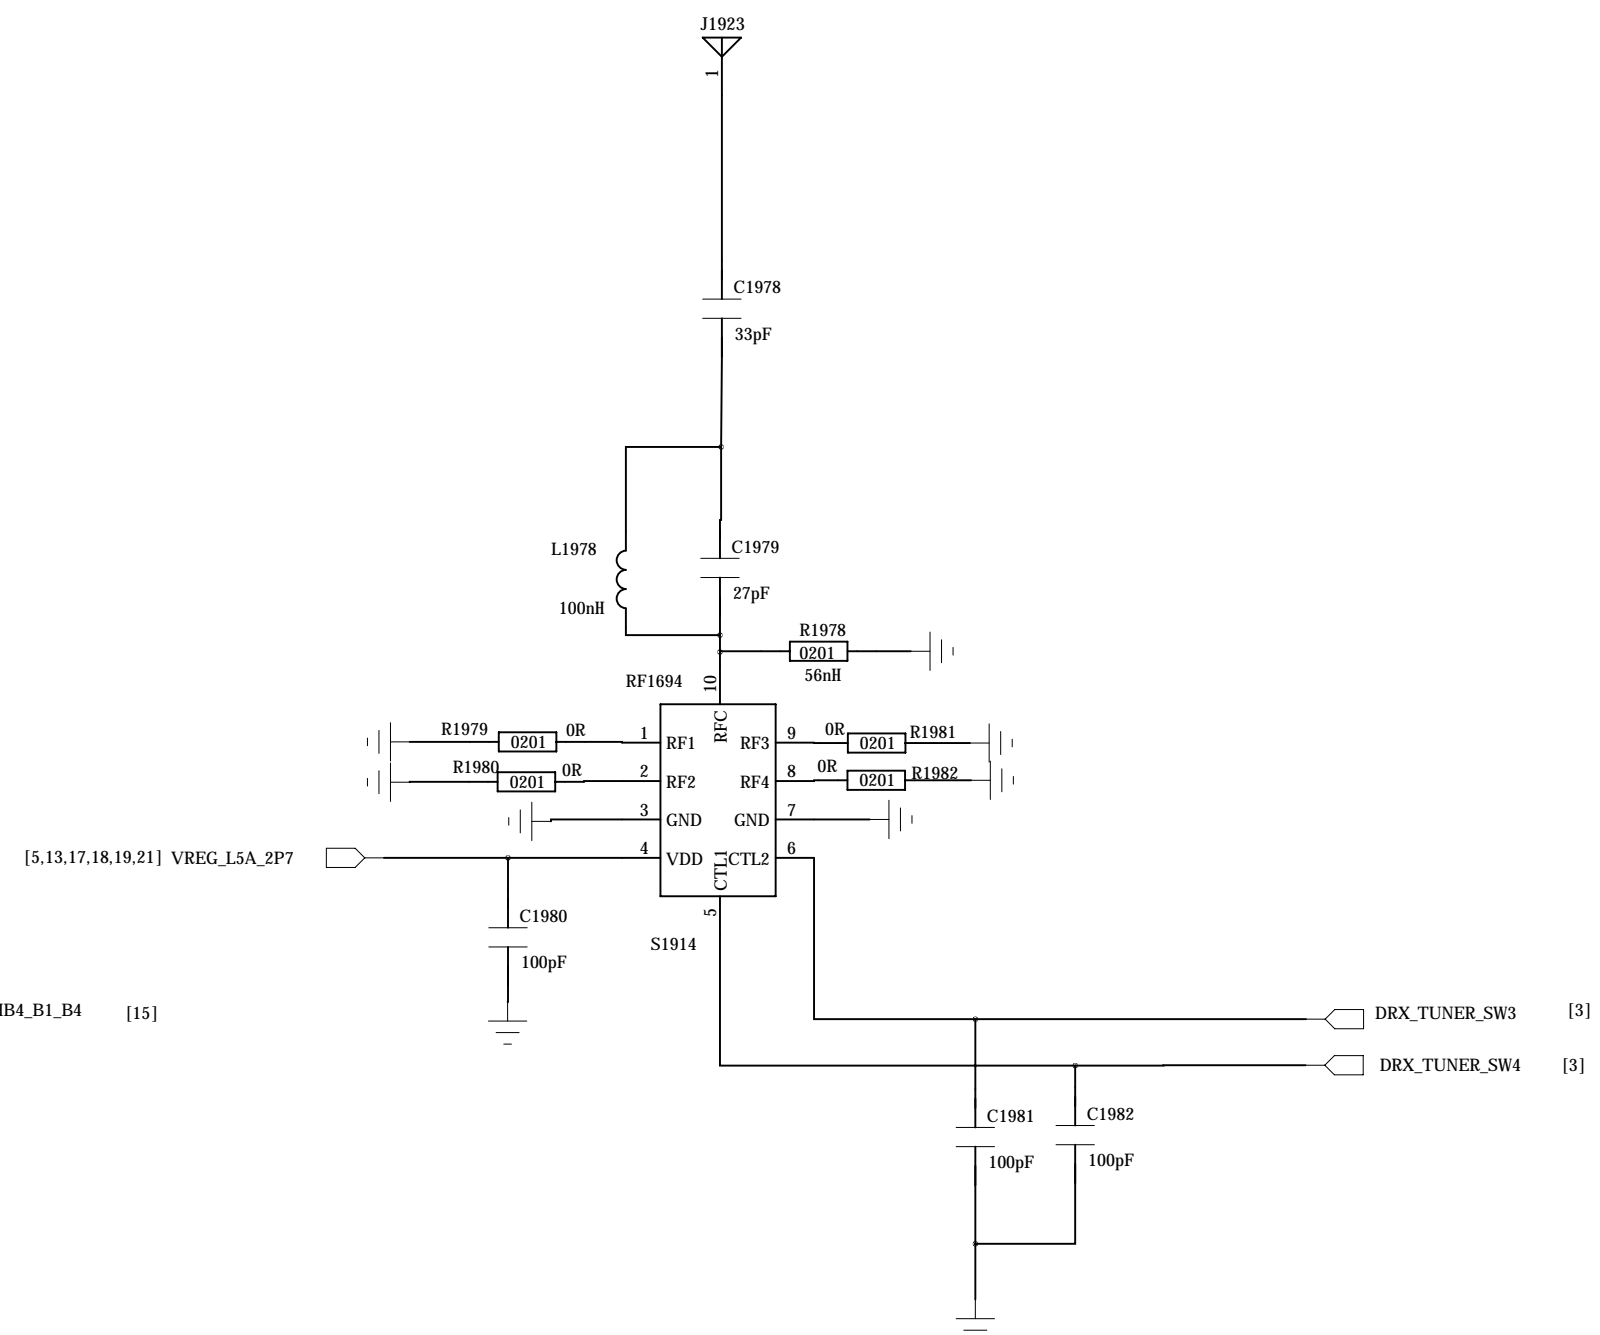 J1923
1
C1978
33pF
L1978
C1979
100nH
27pF
R1978
0201
56nH
RF1694
10
RFC
R1979
0201
0R
1
RF1
RF3
9
0R
0201
R1981
R1980
0201
0R
2
RF2
RF4
8
0R
0201
R1982
3
GND
GND
7
[5,13,17,18,19,21] VREG_L5A_2P7
4
VDD
CTL1
CTL2
6
5
C1980
100pF
S1914
B4_B1_B4 [15]
DRX_TUNER_SW3 [3]
DRX_TUNER_SW4 [3]
C1981
100pF
C1982
100pF